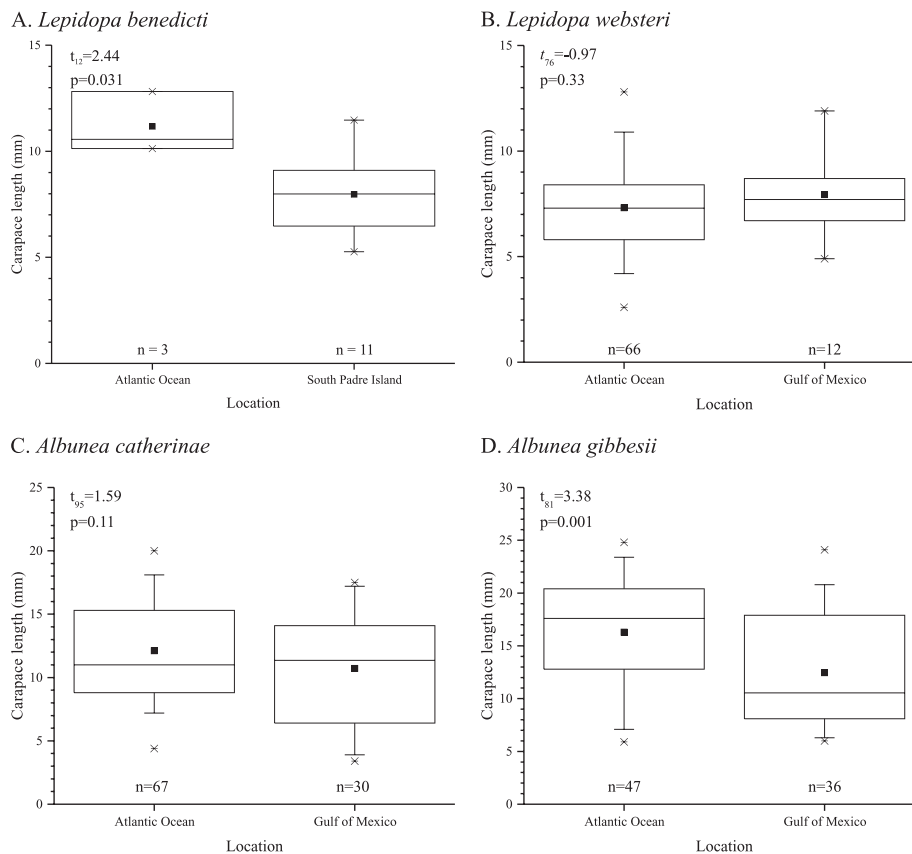 A. Lepidopa benedicti
t12=2.44
p=0.031
15
10
5
0
Carapace length (mm)
n = 3
n = 11
Atlantic Ocean
South Padre Island
Location
B. Lepidopa websteri
t76=-0.97
p=0.33
15
10
5
0
Carapace length (mm)
n=66
n=12
Atlantic Ocean
Gulf of Mexico
Location
C. Albunea catherinae
t95=1.59
p=0.11
25
20
15
10
5
0
Carapace length (mm)
n=67
n=30
Atlantic Ocean
Gulf of Mexico
Location
D. Albunea gibbesii
t81=3.38
p=0.001
30
25
20
15
10
5
0
Carapace length (mm)
n=47
n=36
Atlantic Ocean
Gulf of Mexico
Location